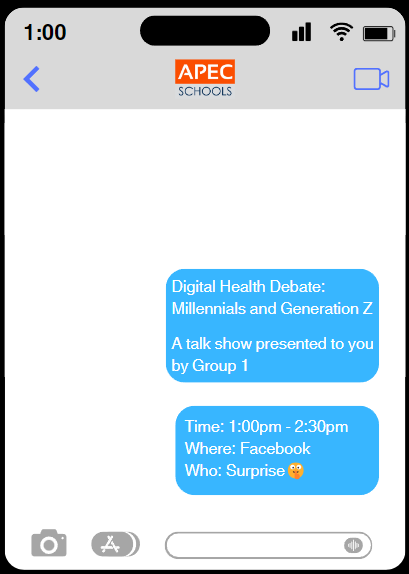 1:00
APEC
SCHOOLS
Digital Health Debate:
Millennials and Generation Z
A talk show presented to you
by Group 1
Time: 1:00pm - 2:30pm
Where: Facebook
Who: Surprise🤪